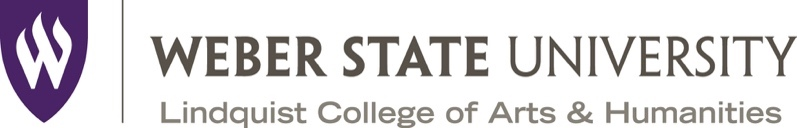 W
WEBER STATE UNIVERSITY
Lindquist College of Arts & Humanities